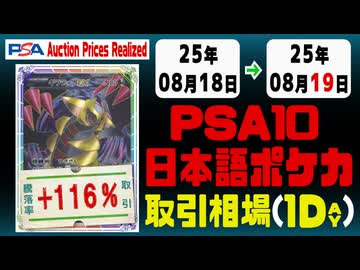 PSA Auction Prices Realized
25年
08月18日
25年
08月19日
PSA10
日本語ポケカ
取引相場(1DAY)
騰落率
+116%
取引